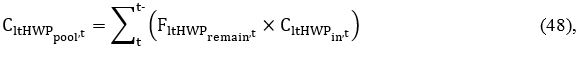 C_{ltHWP_{pool},t} = \sum_{t}^{t-} (F_{ltHWP_{remain},t} × C_{ltHWP_{in},t}) (48),